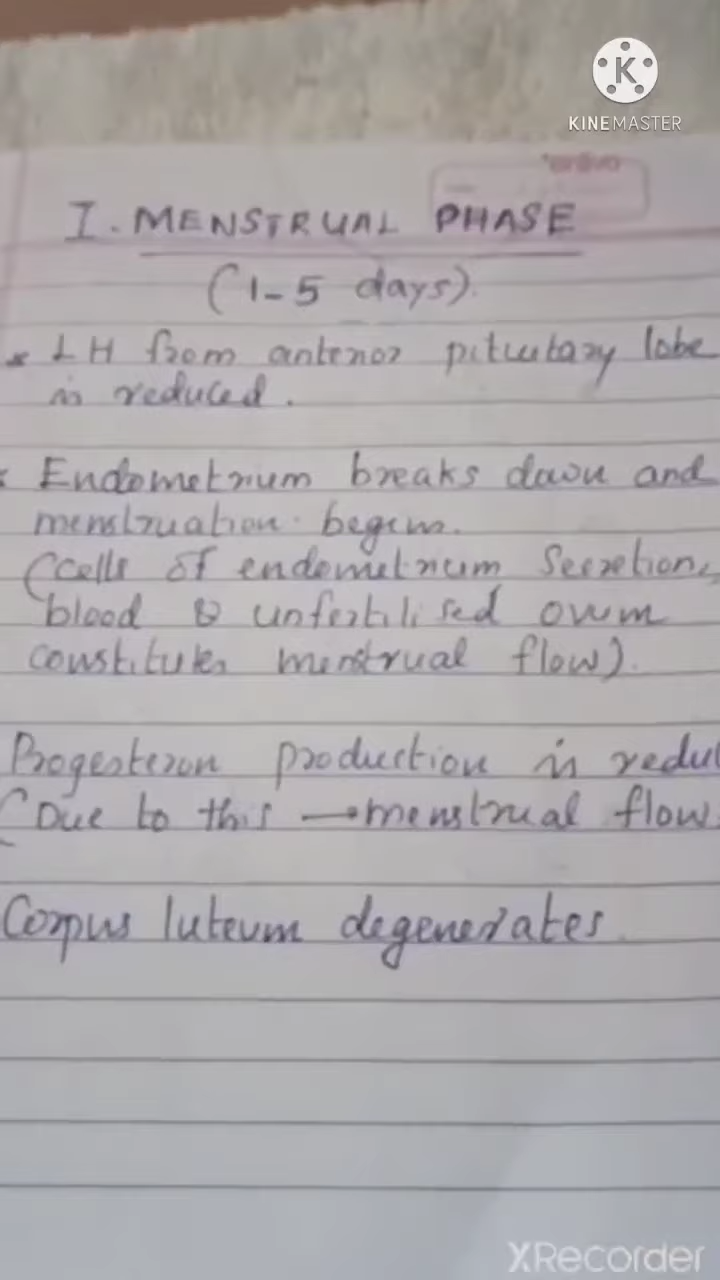 KINEMASTER
I. MENSTRUAL PHASE
(1-5 days).
* LH from anterior pituitary lobe
is reduced.
* Endometrium breaks down and
menstruation begins.
(cells of endometrium secretion,
blood & unfertilised ovum
constitutes menstrual flow).
Progesteron production is redu
(Due to this → menstrual flow.
Corpus luteum degenerates.
XRecorder